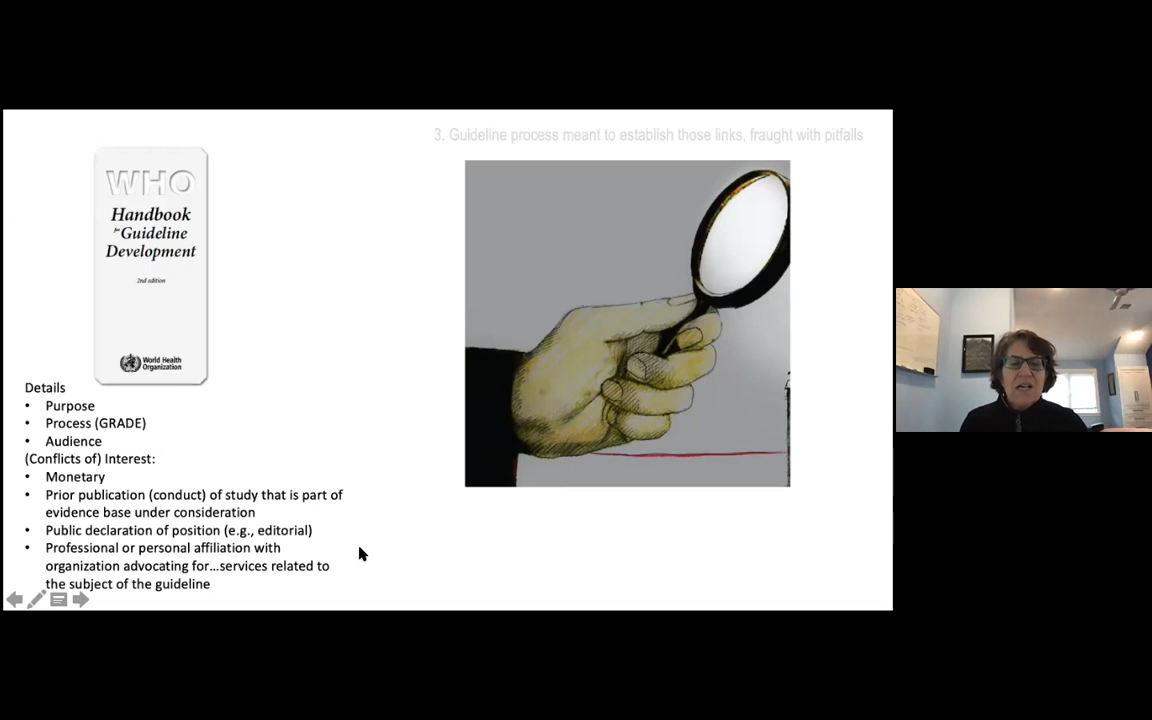 3. Guideline process meant to establish those links, fraught with pitfalls
WHO
Handbook
for Guideline
Development
2nd edition
World Health
Organization
Details
• Purpose
• Process (GRADE)
• Audience
(Conflicts of) Interest:
• Monetary
• Prior publication (conduct) of study that is part of
evidence base under consideration
• Public declaration of position (e.g., editorial)
• Professional or personal affiliation with
organization advocating for...services related to
the subject of the guideline